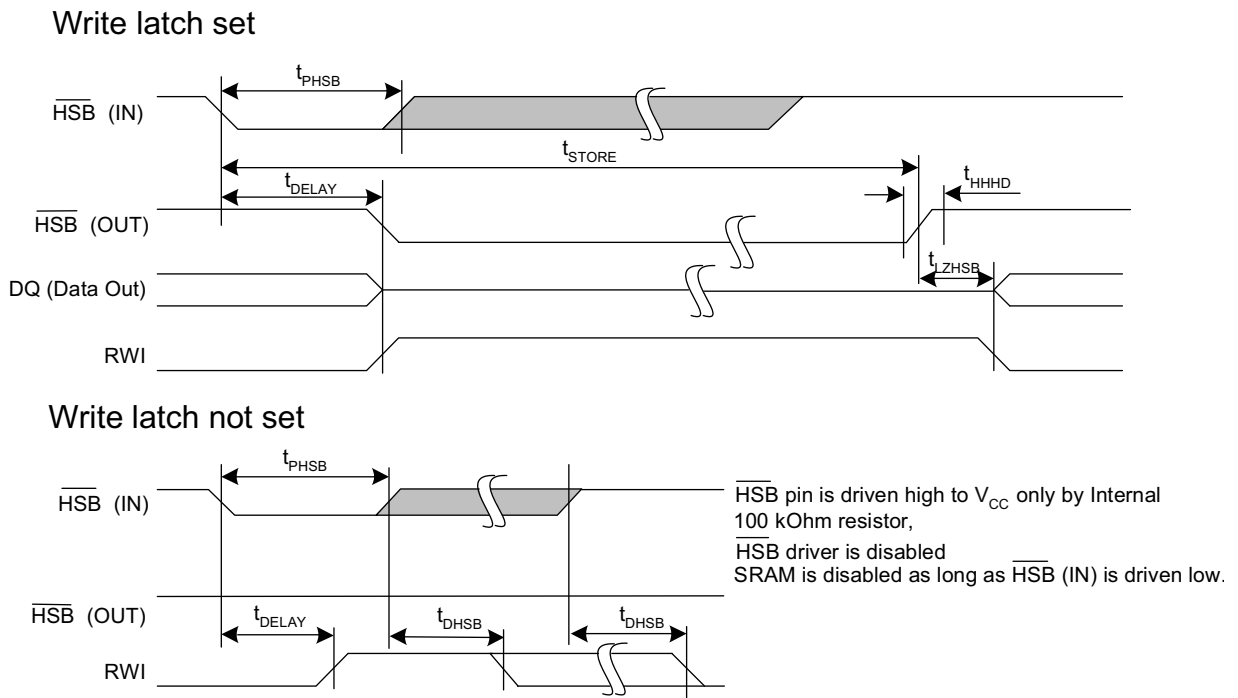 Write latch set
tPHSB
HSB (IN)
tSTORE
tDELAY
tHHHD
HSB (OUT)
tLZHSB
DQ (Data Out)
RWI
Write latch not set
tPHSB
HSB (IN)
HSB pin is driven high to VCC only by Internal
100 kOhm resistor,
HSB driver is disabled
SRAM is disabled as long as HSB (IN) is driven low.
HSB (OUT)
tDELAY
tDHSB
tDHSB
RWI